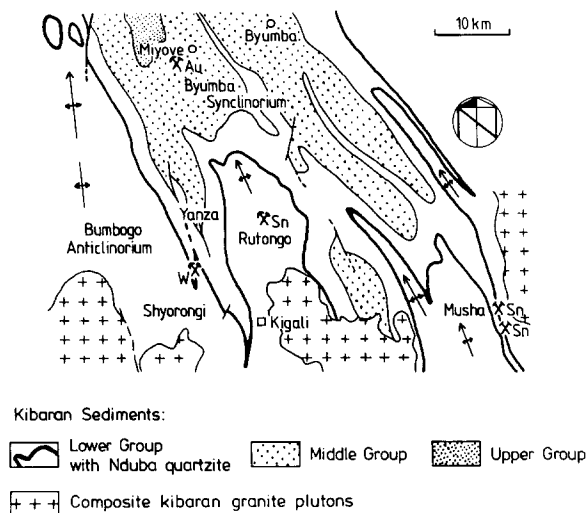 10 km
Byumba
Miyove
Au
Byumba
Synclinorium
Yanza
Sn
Rutongo
Bumbogo
Anticlinorium
W
Shyorongi
Kigali
Musha
Sn
Sn
Kibaran Sediments:
Lower Group
with Nduba quartzite
Middle Group
Upper Group
Composite kibaran granite plutons